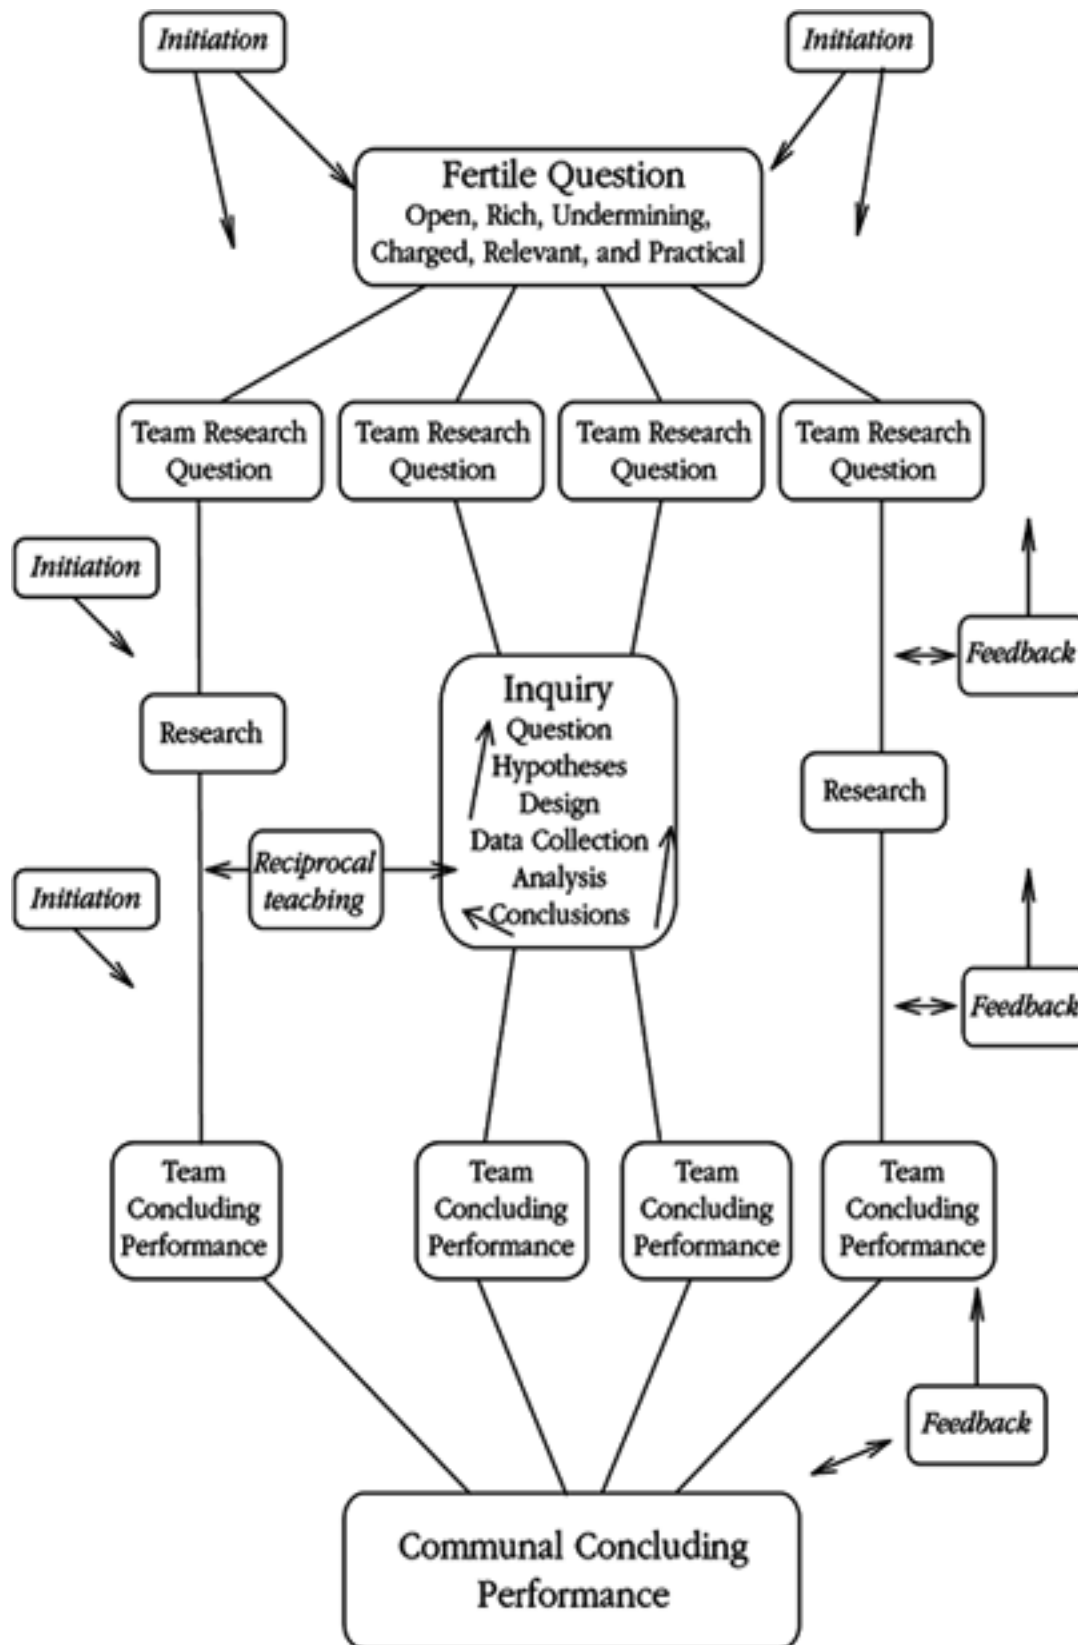 Initiation
Initiation
Fertile Question
Open, Rich, Undermining,
Charged, Relevant, and Practical
Team Research
Question
Team Research
Question
Team Research
Question
Team Research
Question
Initiation
Feedback
Inquiry
Question
Hypotheses
Design
Data Collection
Analysis
Conclusions
Research
Research
Reciprocal
teaching
Initiation
Feedback
Team
Concluding
Performance
Team
Concluding
Performance
Team
Concluding
Performance
Team
Concluding
Performance
Feedback
Communal Concluding
Performance